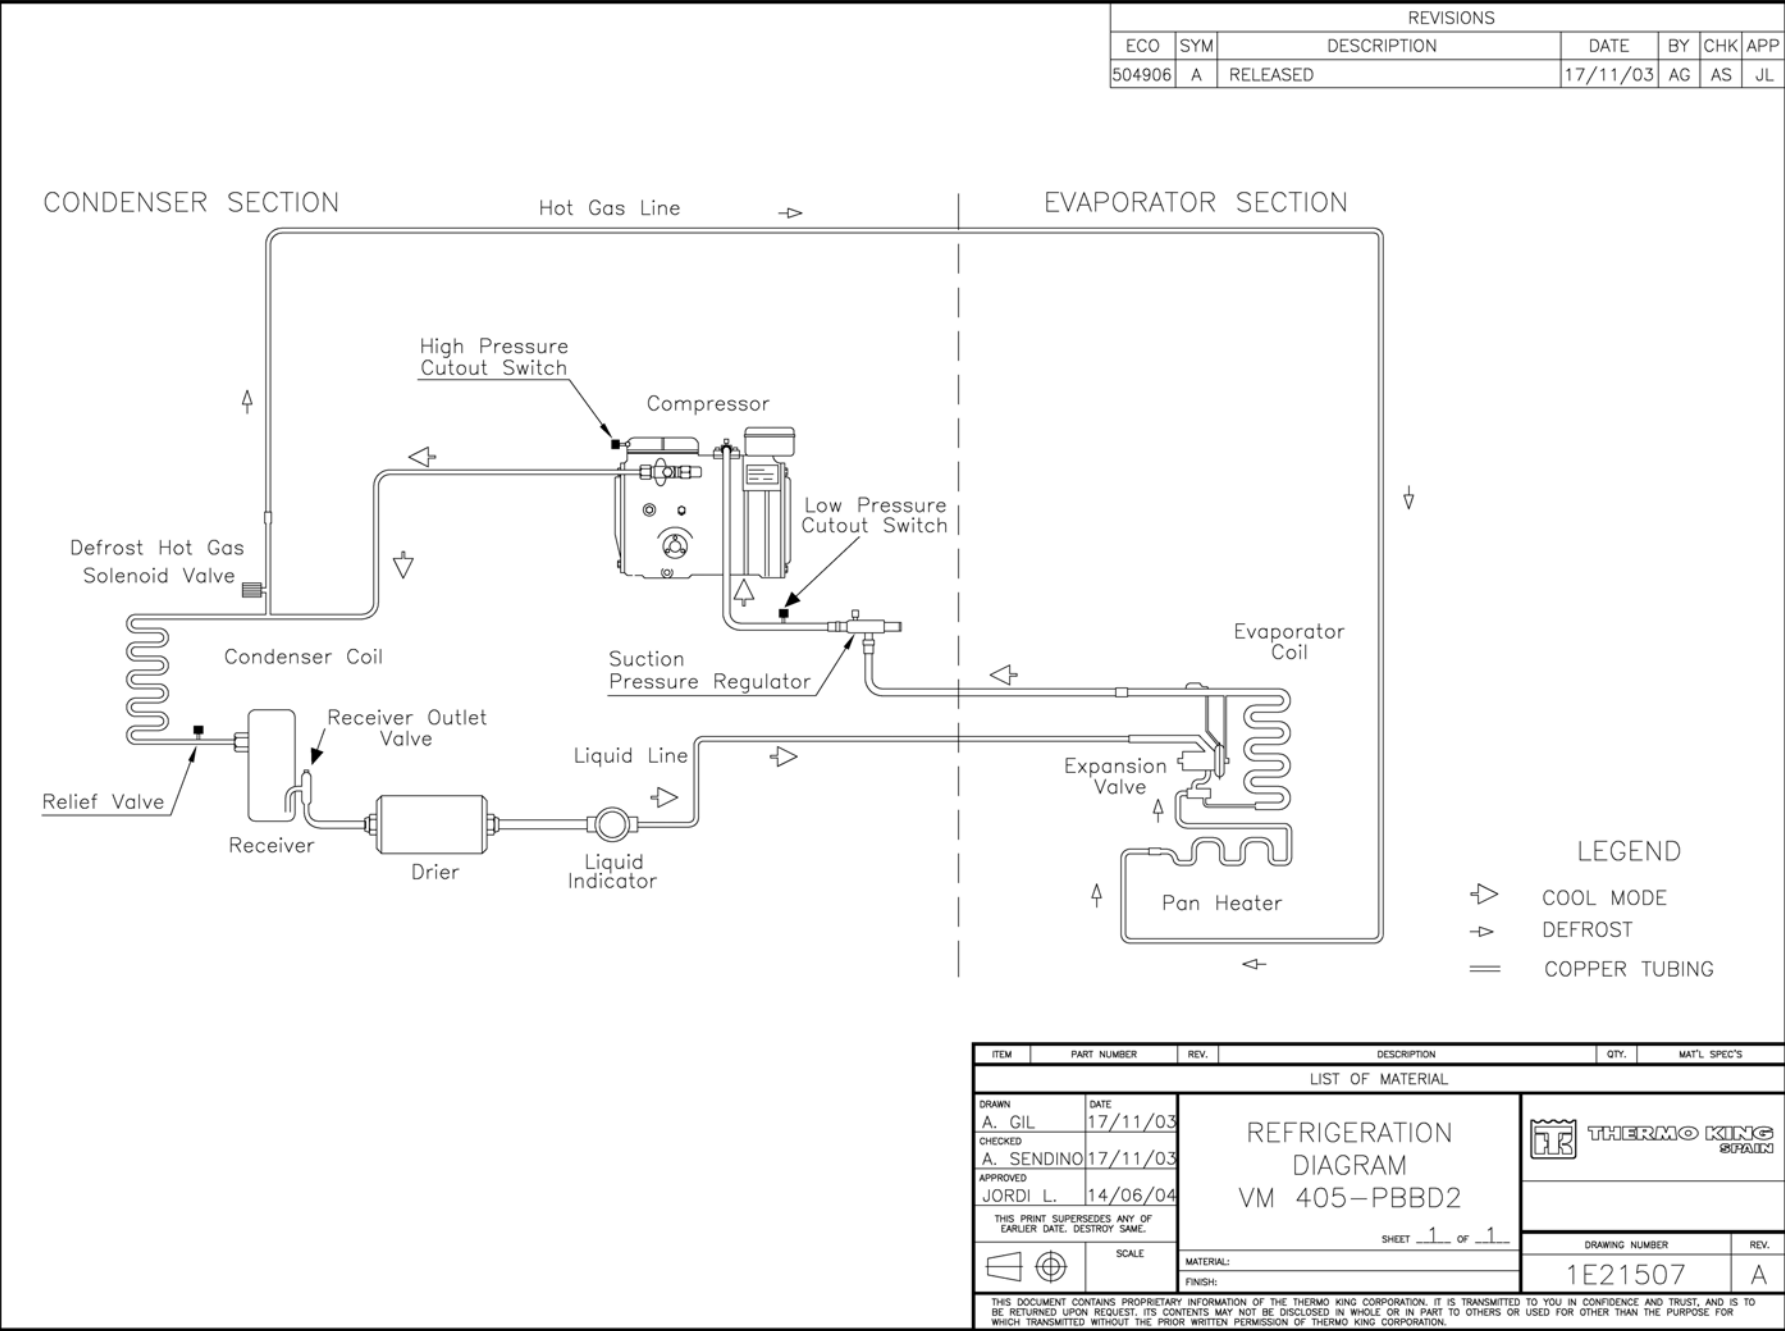 REVISIONS
ECO SYM DESCRIPTION DATE BY CHK APP
504906 A RELEASED 17/11/03 AG AS JL
CONDENSER SECTION
Hot Gas Line
EVAPORATOR SECTION
High Pressure
Cutout Switch
Compressor
Low Pressure
Cutout Switch
Defrost Hot Gas
Solenoid Valve
Evaporator
Coil
Condenser Coil
Suction
Pressure Regulator
Receiver Outlet
Valve
Liquid Line
Expansion
Valve
Relief Valve
Receiver
Drier
Liquid
Indicator
Pan Heater
LEGEND
COOL MODE
DEFROST
COPPER TUBING
ITEM PART NUMBER REV. DESCRIPTION QTY. MAT'L SPEC'S
LIST OF MATERIAL
DRAWN DATE
A. GIL 17/11/03
CHECKED
A. SENDINO 17/11/03
APPROVED
JORDI L. 14/06/04
THIS PRINT SUPERSEDES ANY OF
EARLIER DATE. DESTROY SAME.
SCALE
REFRIGERATION
DIAGRAM
VM 405-PBBD2
SHEET 1 OF 1
MATERIAL:
FINISH:
TK THERMO KING
SPAIN
DRAWING NUMBER REV.
1E21507 A
THIS DOCUMENT CONTAINS PROPRIETARY INFORMATION OF THE THERMO KING CORPORATION. IT IS TRANSMITTED TO YOU IN CONFIDENCE AND TRUST, AND IS TO
BE RETURNED UPON REQUEST. ITS CONTENTS MAY NOT BE DISCLOSED IN WHOLE OR IN PART TO OTHERS OR USED FOR OTHER THAN THE PURPOSE FOR
WHICH TRANSMITTED WITHOUT THE PRIOR WRITTEN PERMISSION OF THERMO KING CORPORATION.